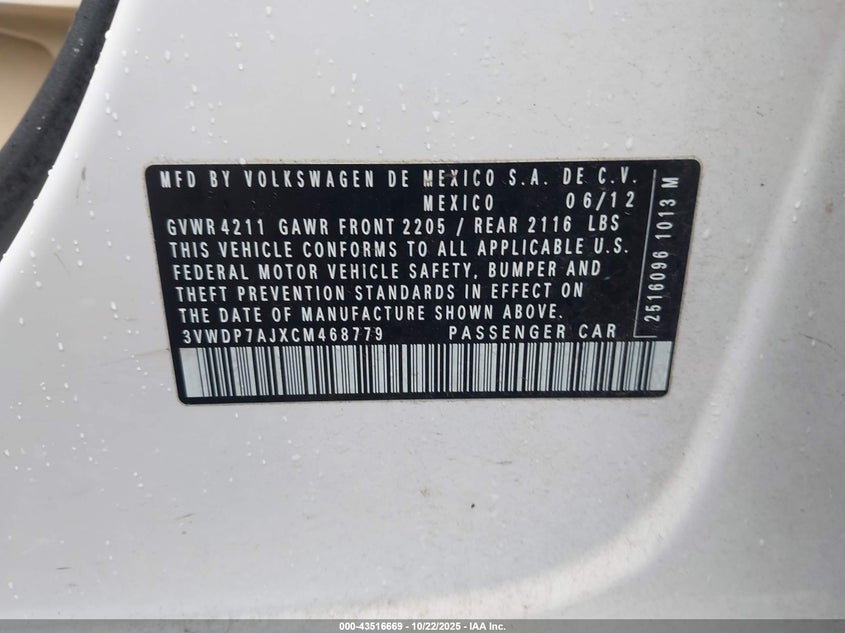 MFD BY VOLKSWAGEN DE MEXICO S.A. DE C.V.
MEXICO 06/12
GVWR 4211 GAWR FRONT 2205 / REAR 2116 LBS
THIS VEHICLE CONFORMS TO ALL APPLICABLE U.S.
FEDERAL MOTOR VEHICLE SAFETY, BUMPER AND
THEFT PREVENTION STANDARDS IN EFFECT ON
THE DATE OF MANUFACTURE SHOWN ABOVE.
3VWDP7AJXCM468779 PASSENGER CAR
2516096 1013 M
000-43516669 - 10/22/2025 - IAA Inc.